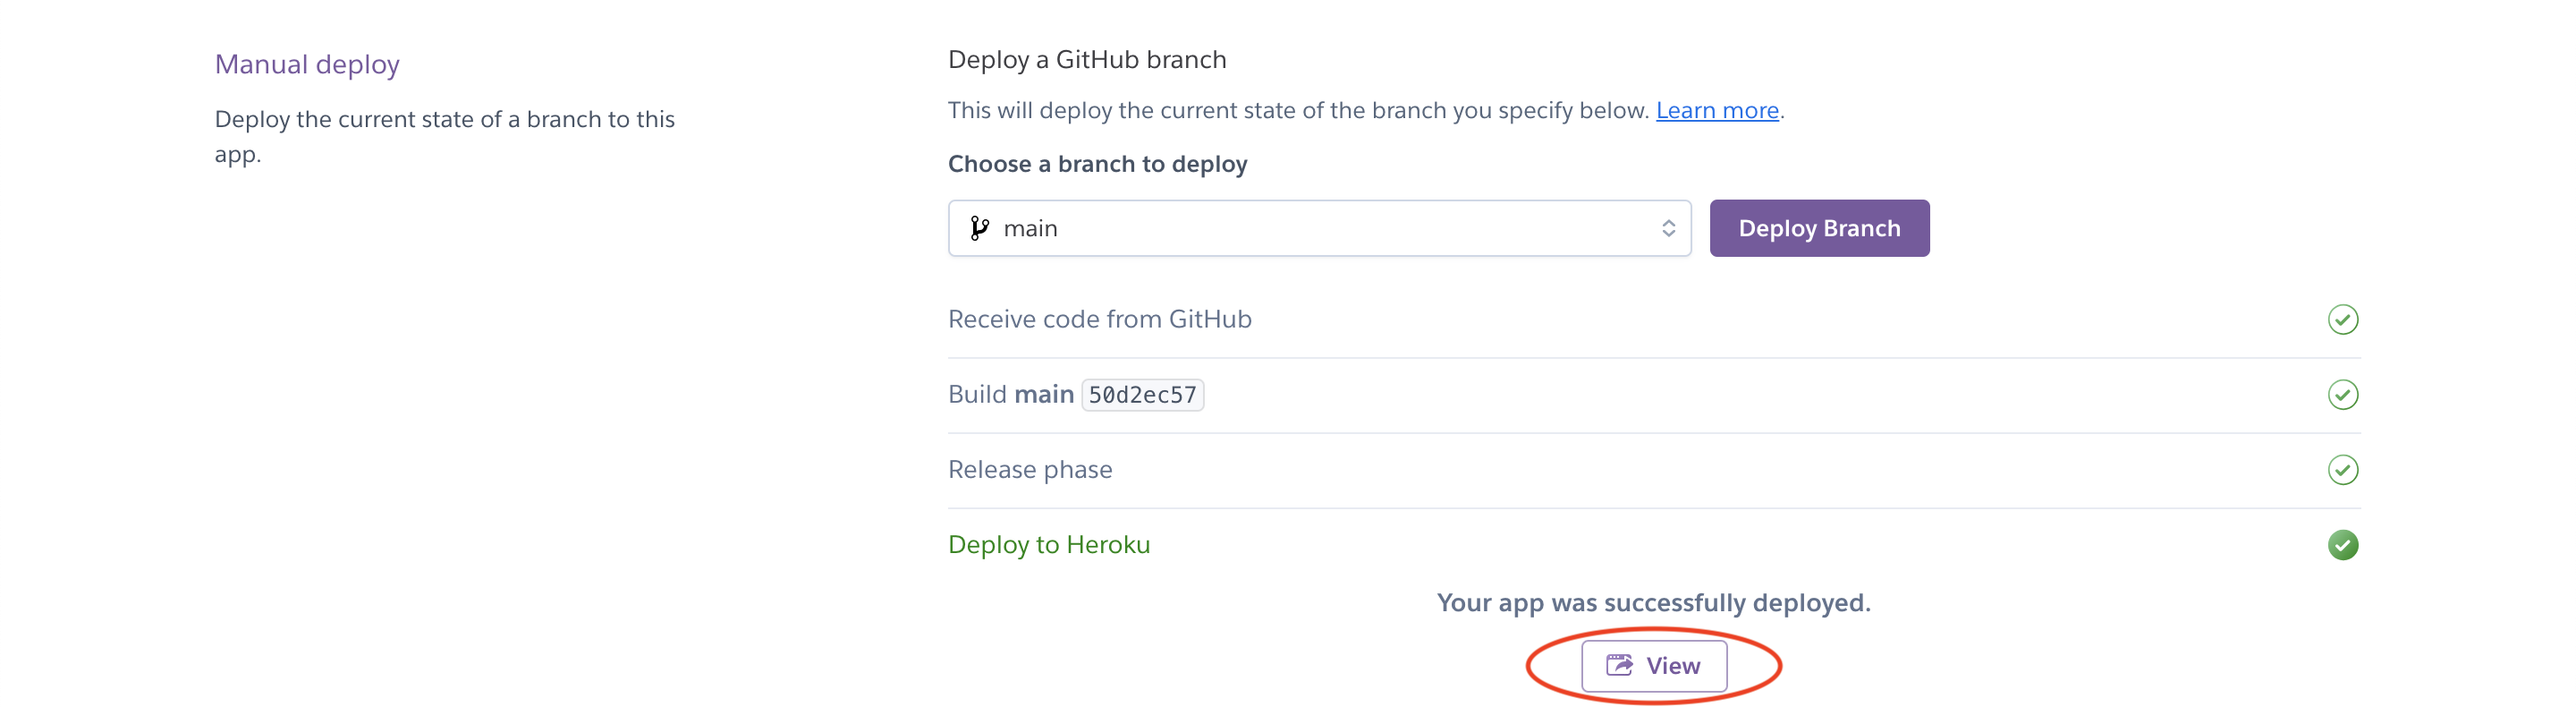 Manual deploy
Deploy the current state of a branch to this
app.
Deploy a GitHub branch
This will deploy the current state of the branch you specify below. Learn more.
Choose a branch to deploy
main
Deploy Branch
Receive code from GitHub
Build main 50d2ec57
Release phase
Deploy to Heroku
Your app was successfully deployed.
View